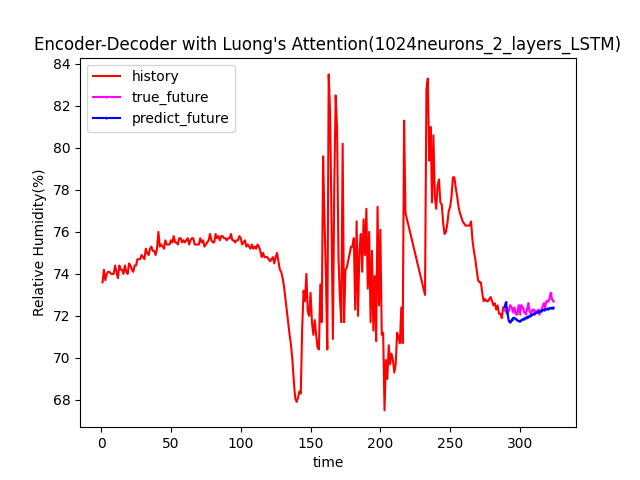 Encoder-Decoder with Luong's Attention(1024neurons_2_layers_LSTM)
84
82
80
78
76
74
72
70
68
Relative Humidity(%)
history
true_future
predict_future
0 50 100 150 200 250 300
time